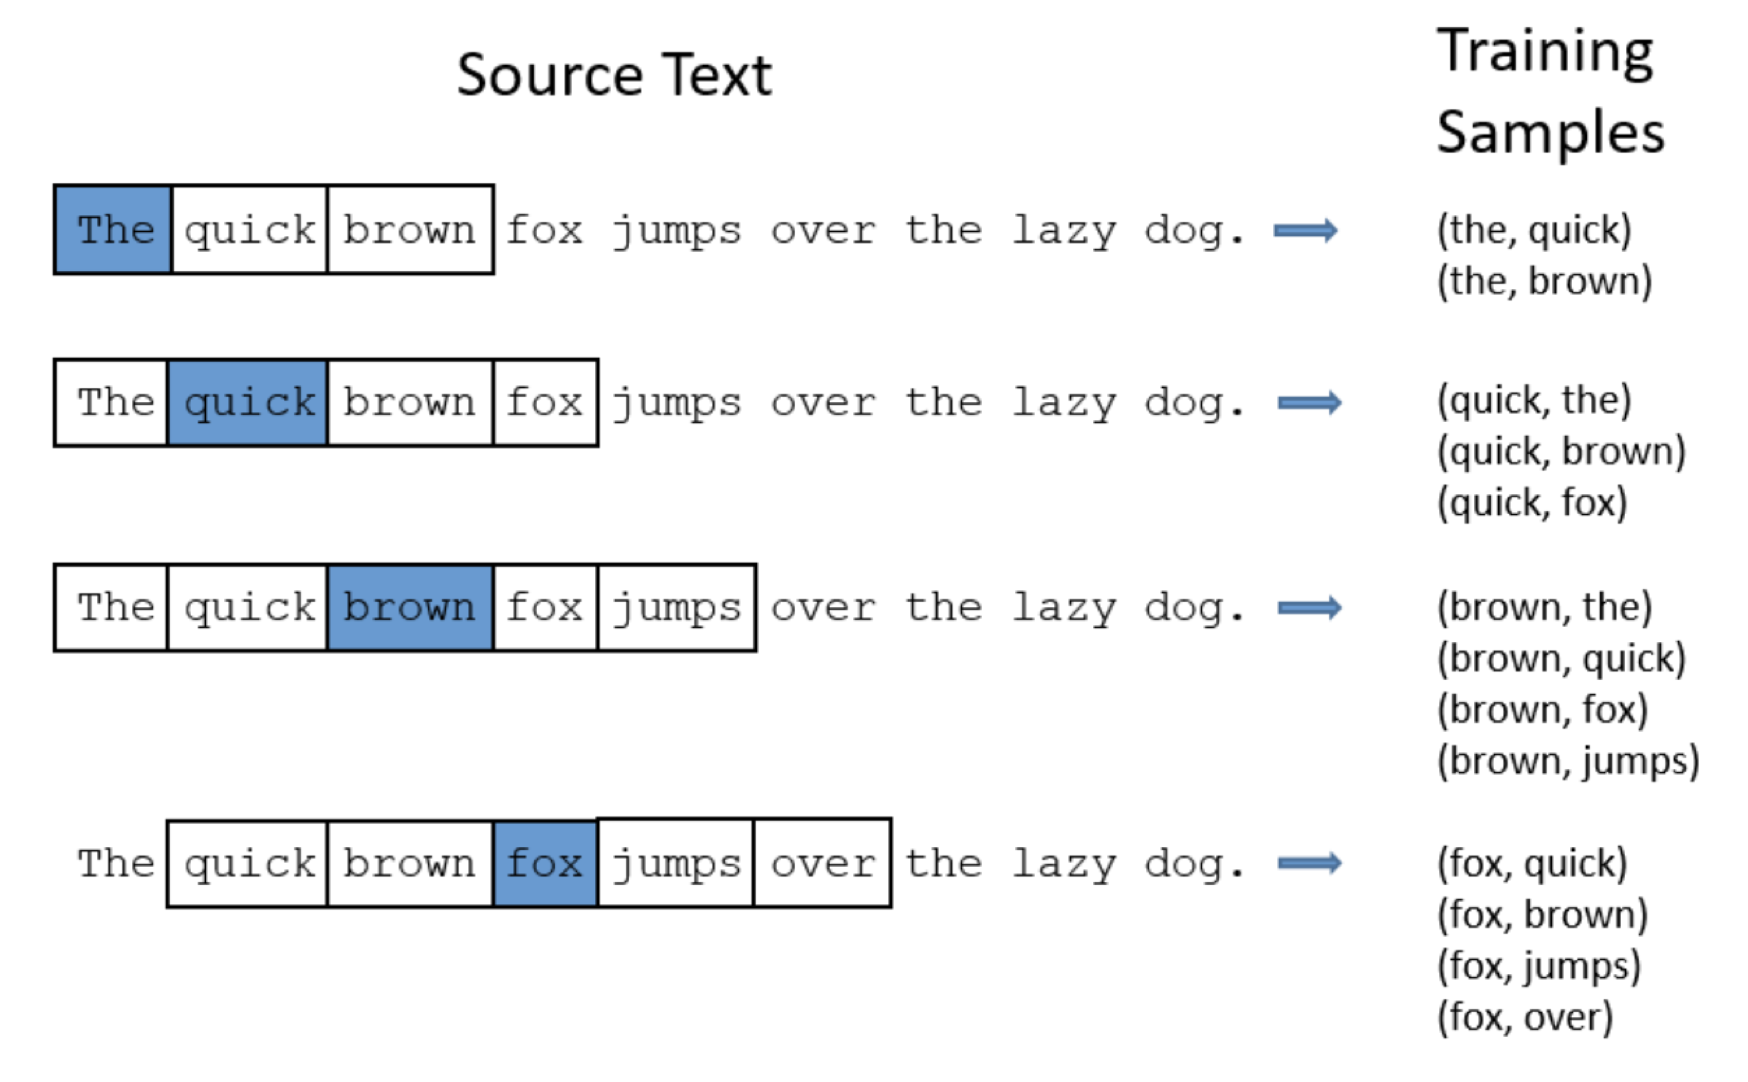 Source Text
Training
Samples
The quick brown fox jumps over the lazy dog.
(the, quick)
(the, brown)
The quick brown fox jumps over the lazy dog.
(quick, the)
(quick, brown)
(quick, fox)
The quick brown fox jumps over the lazy dog.
(brown, the)
(brown, quick)
(brown, fox)
(brown, jumps)
The quick brown fox jumps over the lazy dog.
(fox, quick)
(fox, brown)
(fox, jumps)
(fox, over)